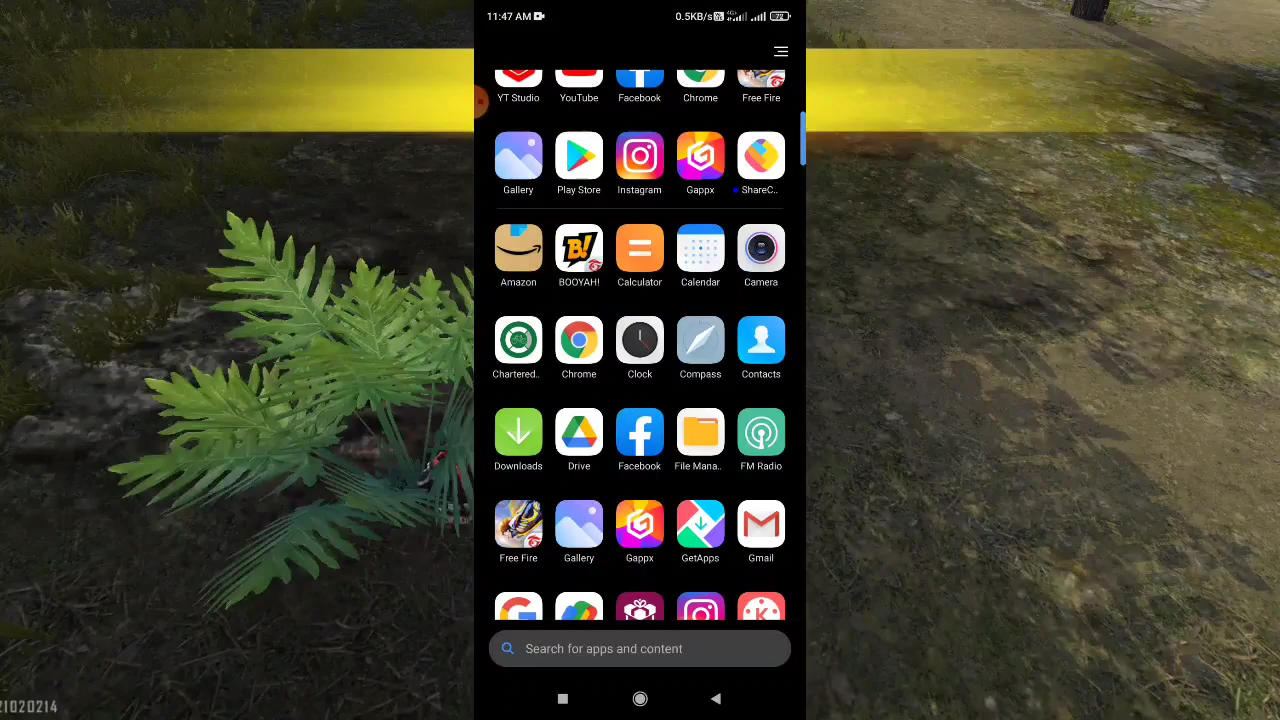 11:47 AM 0.5KB/s 4G+ 72
YT Studio YouTube Facebook Chrome Free Fire
Gallery Play Store Instagram Gappx ShareC..
Amazon BOOYAH! Calculator Calendar Camera
Chartered.. Chrome Clock Compass Contacts
Downloads Drive Facebook File Mana.. FM Radio
Free Fire Gallery Gappx GetApps Gmail
Search for apps and content
21020214